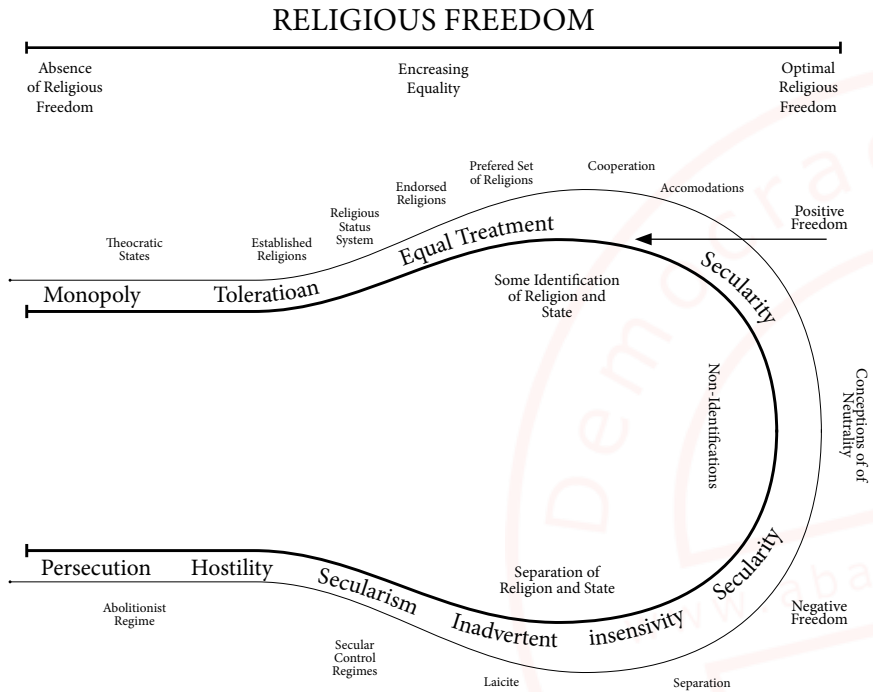 RELIGIOUS FREEDOM
Absence
of Religious
Freedom
Encreasing
Equality
Optimal
Religious
Freedom
Theocratic
States
Established
Religions
Religious
Status
System
Endorsed
Religions
Prefered Set
of Religions
Cooperation
Accomodations
Positive
Freedom
Monopoly
Toleratioan
Equal Treatment
Secularity
Some Identification
of Religion and
State
Non-Identifications
Conceptions of of
Neutrality
Persecution
Hostility
Secularism
Inadvertent
insensivity
Secularity
Separation of
Religion and State
Abolitionist
Regime
Secular
Control
Regimes
Laicite
Separation
Negative
Freedom
Democrac
w aba